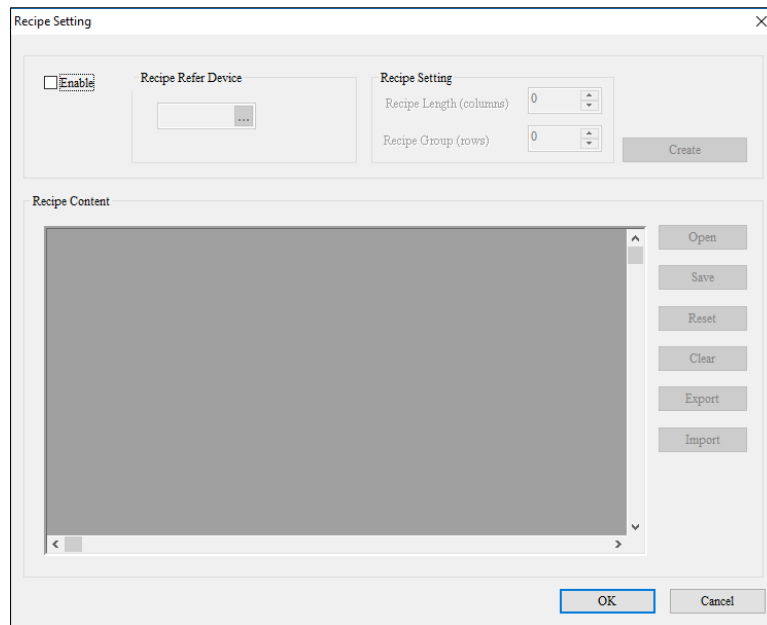 Recipe Setting
Enable
Recipe Refer Device
...
Recipe Setting
Recipe Length (columns)
0
Recipe Group (rows)
0
Create
Recipe Content
Open
Save
Reset
Clear
Export
Import
OK
Cancel